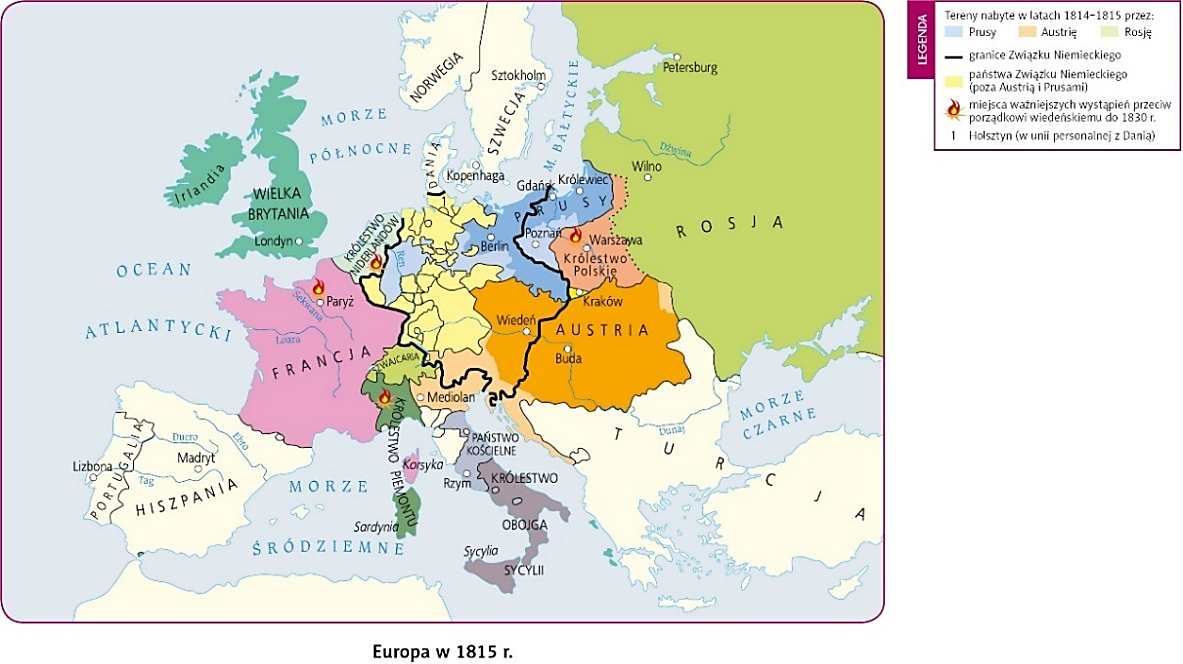 LEGENDA
Tereny nabyte w latach 1814–1815 przez:
Prusy Austrię Rosję
granice Związku Niemieckiego
państwa Związku Niemieckiego
(poza Austrią i Prusami)
miejsca ważniejszych wystąpień przeciw
porządkowi wiedeńskiemu do 1830 r.
1 Holsztyn (w unii personalnej z Danią)
NORWEGIA
Sztokholm
SZWECJA
Petersburg
MORZE
PÓŁNOCNE
M. BAŁTYCKIE
DANIA
Kopenhaga
Dźwina
Wilno
Irlandia
WIELKA
BRYTANIA
Londyn
Gdańsk
Królewiec
PRUSY
1
ROSJA
KRÓLESTWO
NIDERLANDÓW
Berlin
Poznań
Warszawa
Królestwo
Polskie
Ren
OCEAN
ATLANTYCKI
Paryż
Sekwana
Loara
FRANCJA
Kraków
Wiedeń
AUSTRIA
Buda
SZWAJCARIA
Mediolan
KRÓLESTWO PIEMONTU
MORZE
CZARNE
Dunaj
TURCJA
PORTUGALIA
Lizbona
Duero
Ebro
Madryt
Tag
HISZPANIA
Korsyka
PAŃSTWO
KOŚCIELNE
Rzym
KRÓLESTWO
OBOJGA
SYCYLII
MORZE
ŚRÓDZIEMNE
Sardynia
Sycylia
Europa w 1815 r.